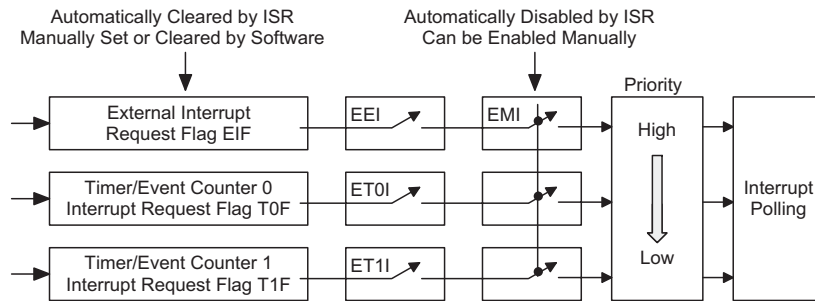 Automatically Cleared by ISR
Manually Set or Cleared by Software
Automatically Disabled by ISR
Can be Enabled Manually
Priority
External Interrupt
Request Flag EIF
EEI
EMI
High
Timer/Event Counter 0
Interrupt Request Flag T0F
ET0I
Interrupt
Polling
Timer/Event Counter 1
Interrupt Request Flag T1F
ET1I
Low